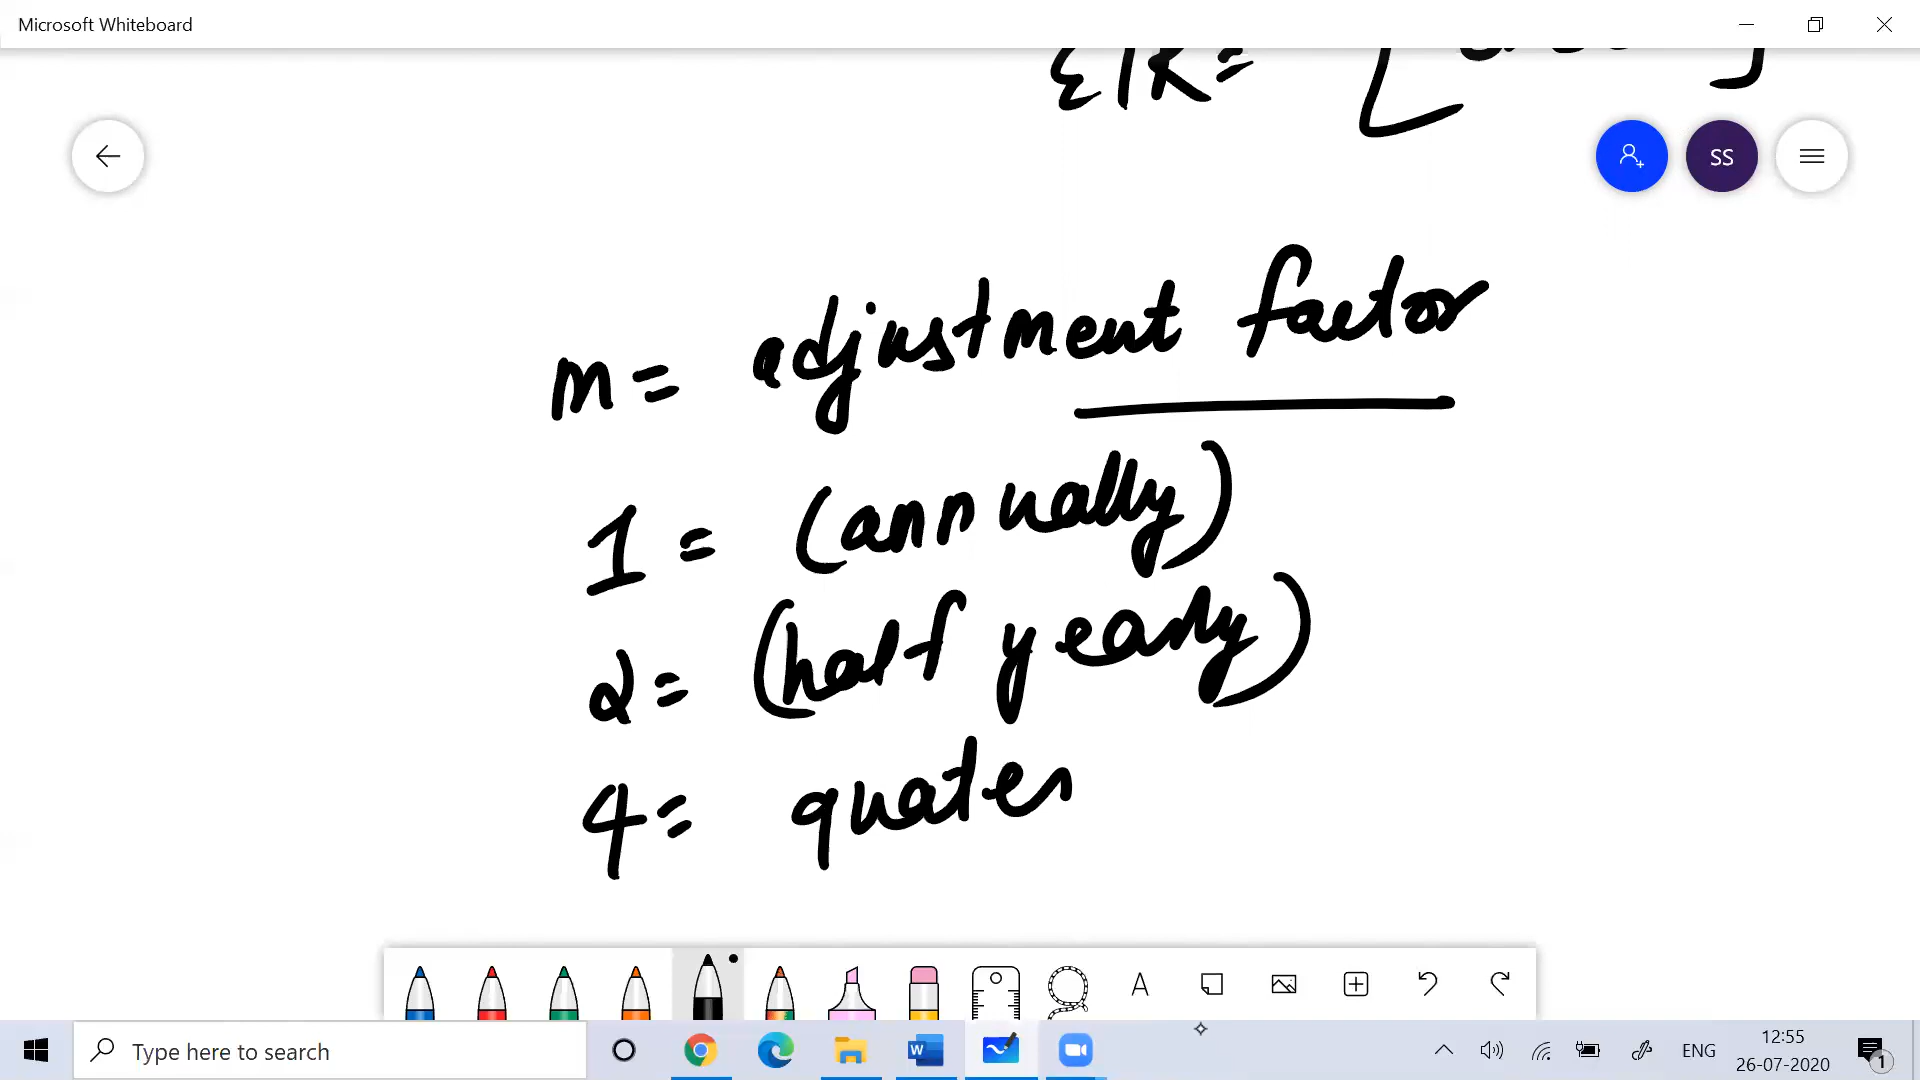 Microsoft Whiteboard
EIR=
SS
m= adjustment factor
1= (annually)
2= (half yearly)
4= quater
A
Type here to search
W
ENG
12:55
26-07-2020
1